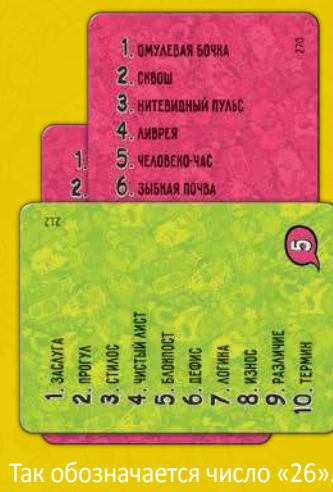 270
1. ОМУЛЕВАЯ БОЧКА
2. СКВОШ
3. НИТЕВИДНЫЙ ПУЛЬС
4. ЛИВРЕЯ
5. ЧЕЛОВЕКО-ЧАС
6. ЗЫБКАЯ ПОЧВА
1.
2.
212
5
1. ЗАСЛУГА
2. ПРОГУЛ
3. СТИЛОС
4. ЧИСТЫЙ ЛИСТ
5. БЛОКПОСТ
6. ДЕФИС
7. ЛОГИКА
8. ИЗНОС
9. РАЗЛИЧИЕ
10. ТЕРМИН
Так обозначается число «26»